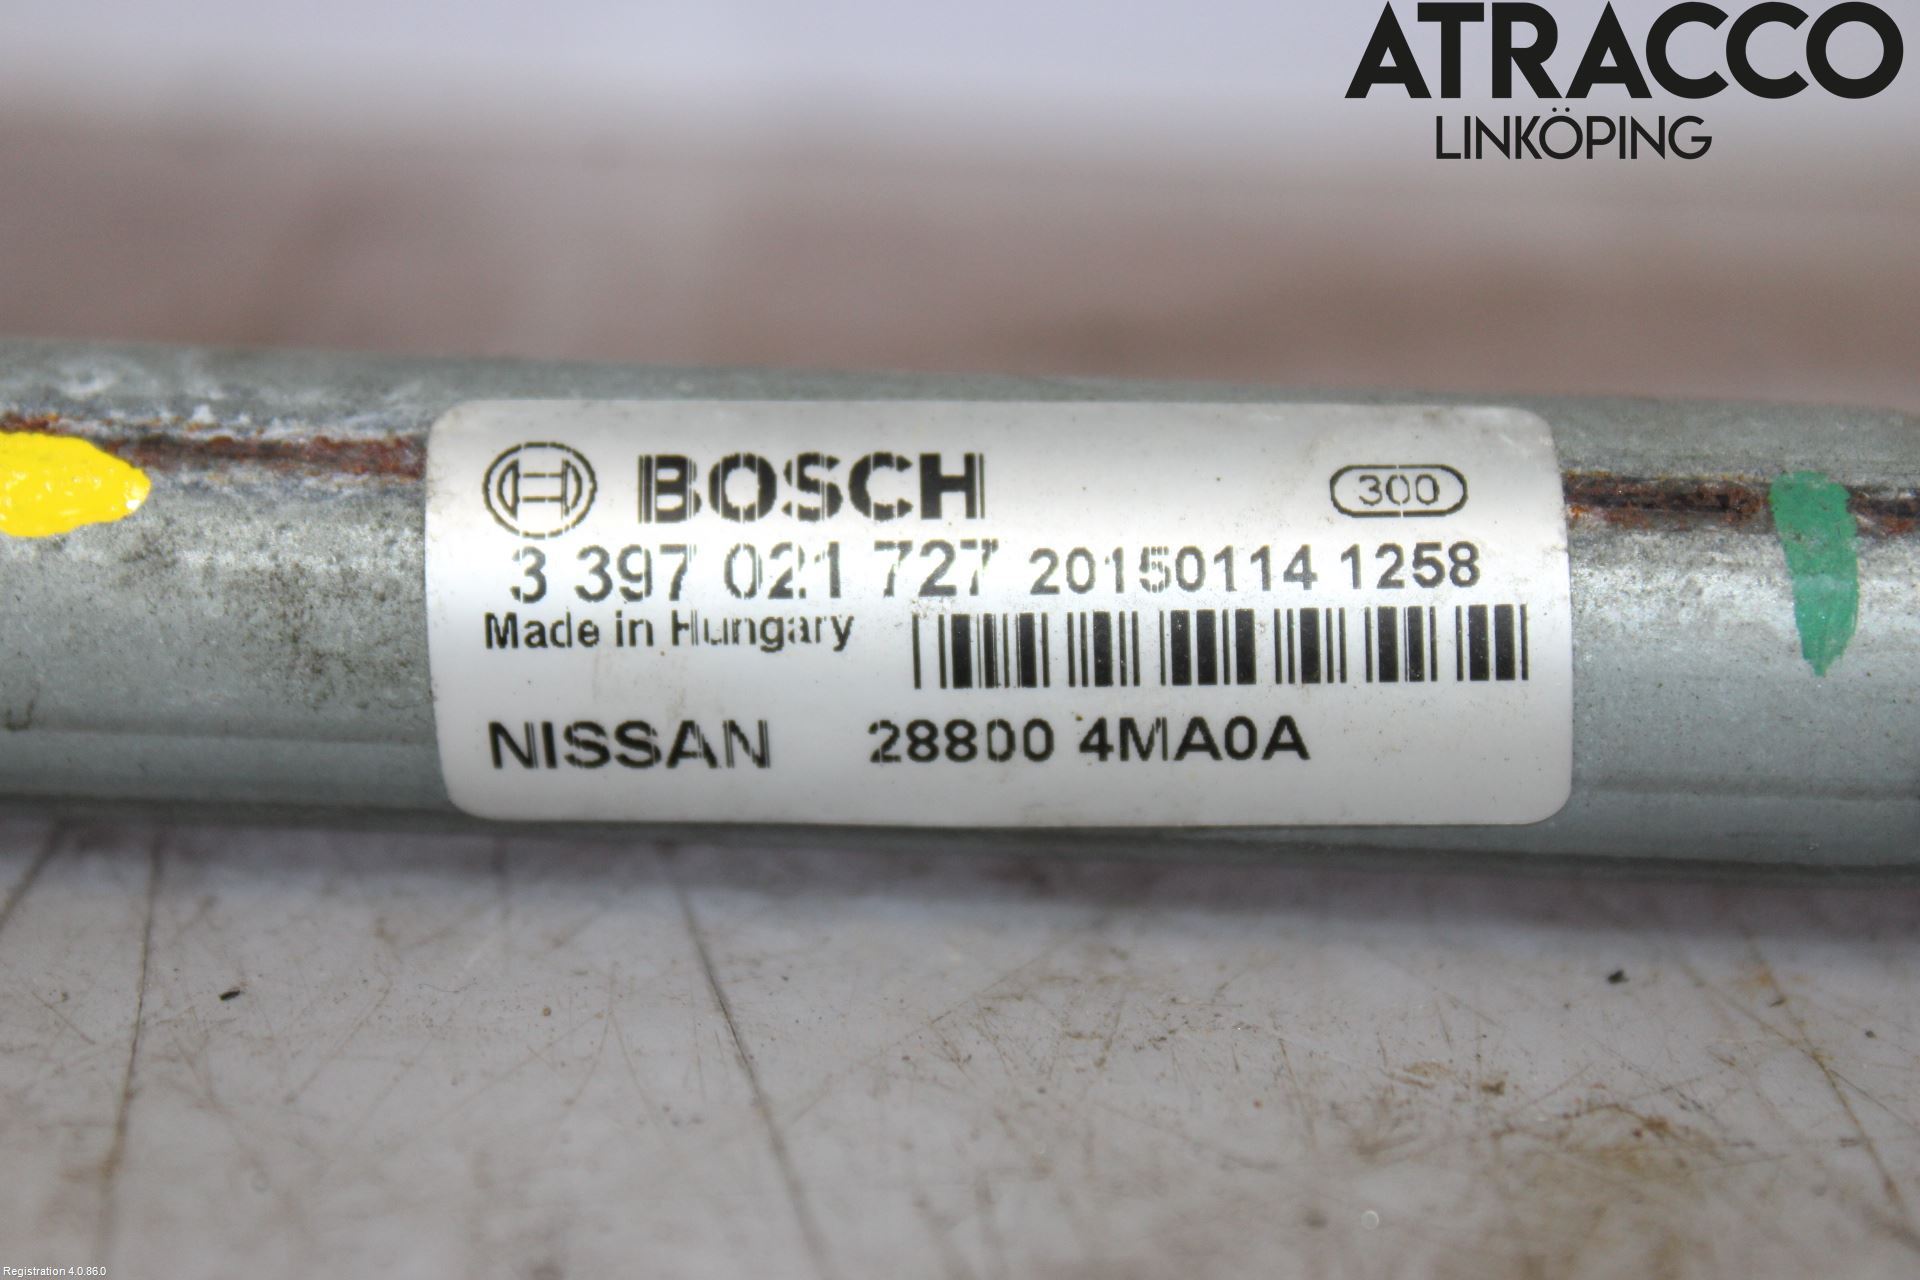 ATRACCO
LINKÖPING
BOSCH 300
3 397 021 727 20150114 1258
Made in Hungary
NISSAN 28800 4MA0A
Registration 4.0.86.0